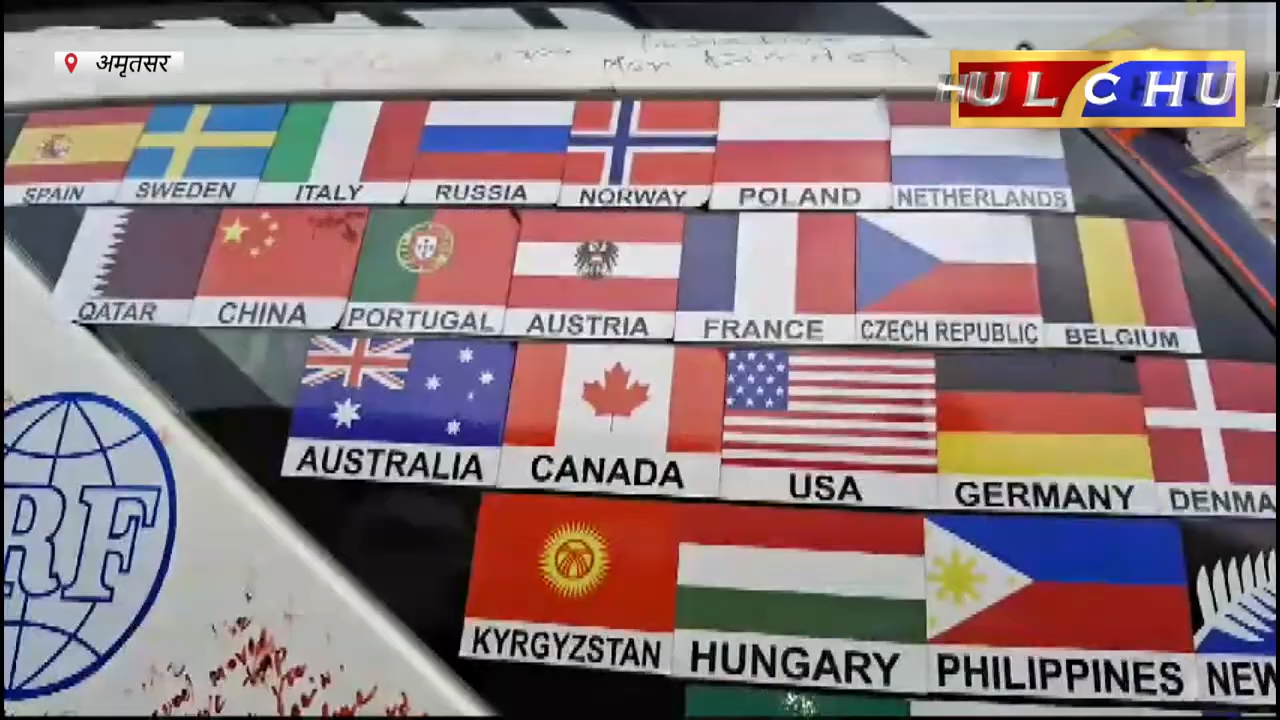 अमृतसर
HULCHUL
SPAIN SWEDEN ITALY RUSSIA NORWAY POLAND NETHERLANDS
QATAR CHINA PORTUGAL AUSTRIA FRANCE CZECH REPUBLIC BELGIUM
AUSTRALIA CANADA USA GERMANY DENMA
KYRGYZSTAN HUNGARY PHILIPPINES NEW
RF